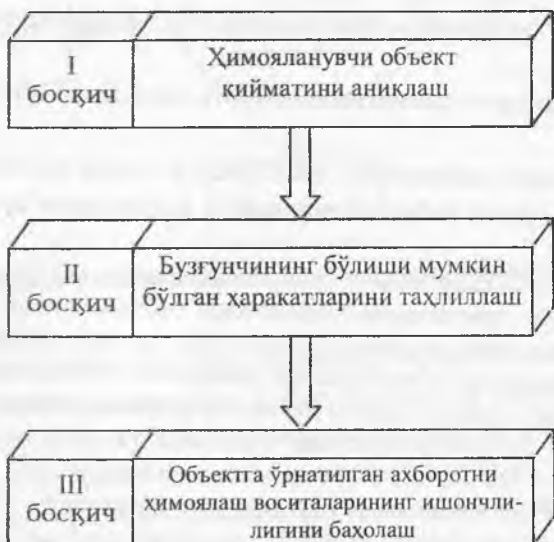 I
босқич
Ҳимояланувчи объект
қийматини аниқлаш
II
босқич
Бузғунчининг бўлиши мумкин
бўлган ҳаракатларини таҳлиллаш
III
босқич
Объектга ўрнатилган ахборотни
ҳимоялаш воситаларининг ишончли-
лигини баҳолаш